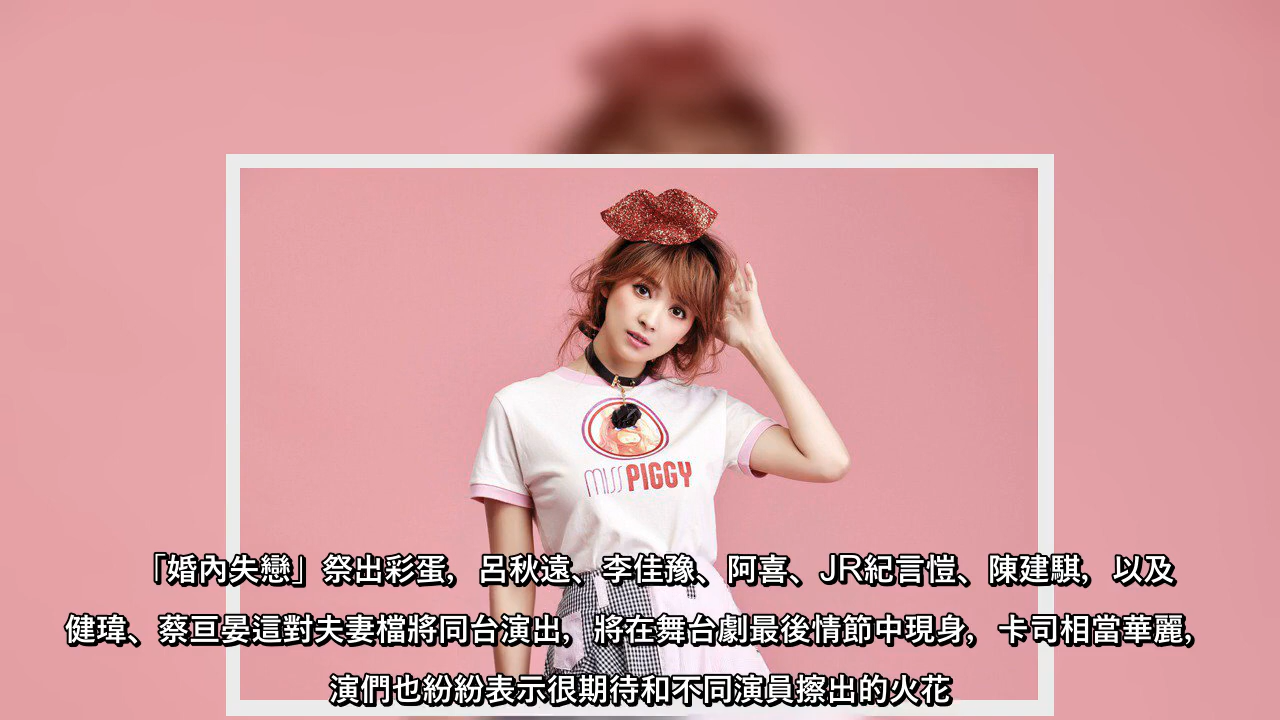 miss PIGGY
「婚內失戀」祭出彩蛋，呂秋遠、李佳豫、阿喜、JR紀言愷、陳建騏，以及
健瑋、蔡亘晏這對夫妻檔將同台演出，將在舞台劇最後情節中現身，卡司相當華麗，
演們也紛紛表示很期待和不同演員擦出的火花